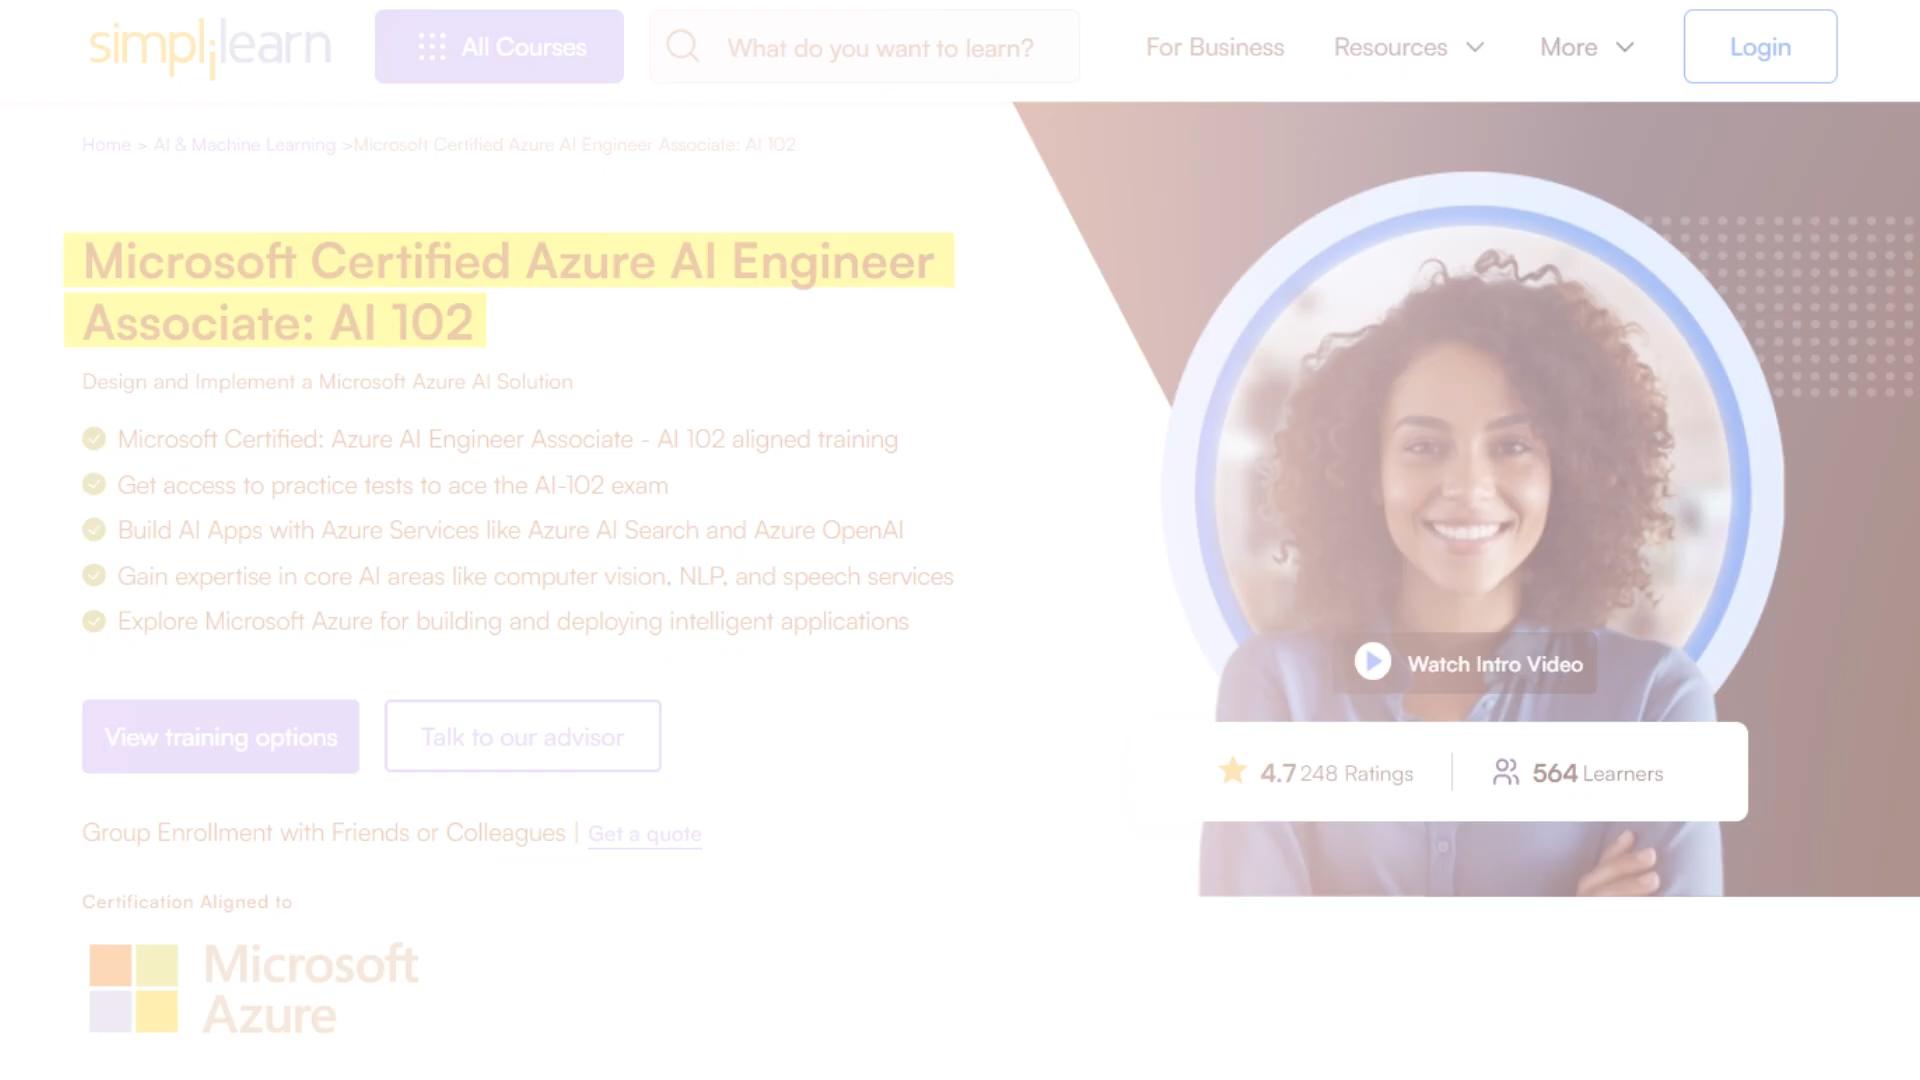 simplilearn
All Courses
What do you want to learn?
For Business
Resources
More
Login
Home > AI & Machine Learning >Microsoft Certified Azure AI Engineer Associate: AI 102
Microsoft Certified Azure AI Engineer
Associate: AI 102
Design and Implement a Microsoft Azure AI Solution
Microsoft Certified: Azure AI Engineer Associate - AI 102 aligned training
Get access to practice tests to ace the AI-102 exam
Build AI Apps with Azure Services like Azure AI Search and Azure OpenAI
Gain expertise in core AI areas like computer vision, NLP, and speech services
Explore Microsoft Azure for building and deploying intelligent applications
View training options
Talk to our advisor
Watch Intro Video
4.7 248 Ratings
564 Learners
Group Enrollment with Friends or Colleagues | Get a quote
Certification Aligned to
Microsoft
Azure